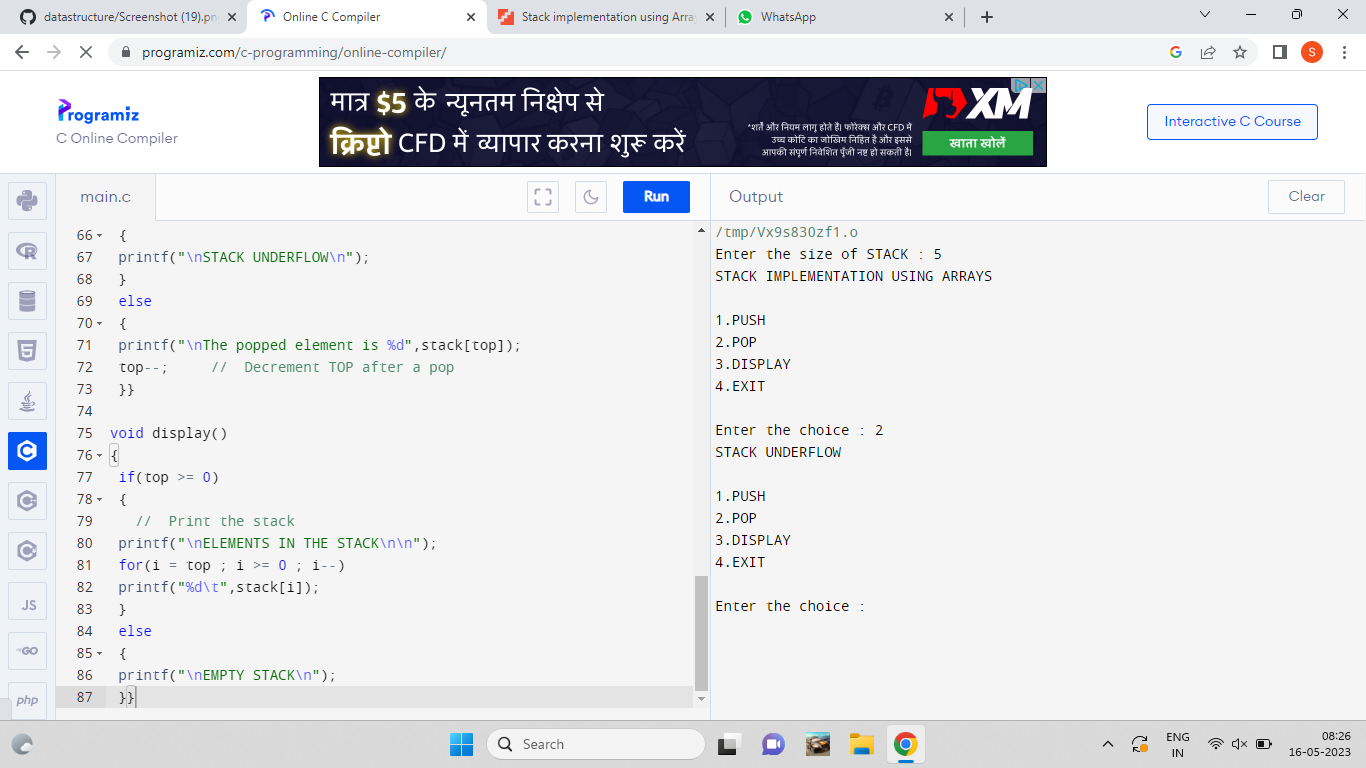 datastructure/Screenshot (19).pn
Online C Compiler
Stack implementation using Arra
WhatsApp
programiz.com/c-programming/online-compiler/
S
Programiz
C Online Compiler
मात्र $5 के न्यूनतम निक्षेप से
क्रिप्टो CFD में व्यापार करना शुरू करें
*शर्तें और नियम लागू होते हैं। फोरेक्स और CFD में
उच्च कोटि का जोखिम निहित है और इससे
आपकी संपूर्ण निवेशित पूँजी नष्ट हो सकती है।
XM
खाता खोलें
Interactive C Course
main.c
Run
Output
Clear
66 {
67 printf("\nSTACK UNDERFLOW\n");
68 }
69 else
70 {
71 printf("\nThe popped element is %d",stack[top]);
72 top--; // Decrement TOP after a pop
73 }}
74
75 void display()
76 {
77 if(top >= 0)
78 {
79 // Print the stack
80 printf("\nELEMENTS IN THE STACK\n\n");
81 for(i = top ; i >= 0 ; i--)
82 printf("%d\t",stack[i]);
83 }
84 else
85 {
86 printf("\nEMPTY STACK\n");
87 }}
/tmp/Vx9s830zf1.o
Enter the size of STACK : 5
STACK IMPLEMENTATION USING ARRAYS
1.PUSH
2.POP
3.DISPLAY
4.EXIT
Enter the choice : 2
STACK UNDERFLOW
1.PUSH
2.POP
3.DISPLAY
4.EXIT
Enter the choice :
JS
GO
php
Search
ENG
IN
08:26
16-05-2023